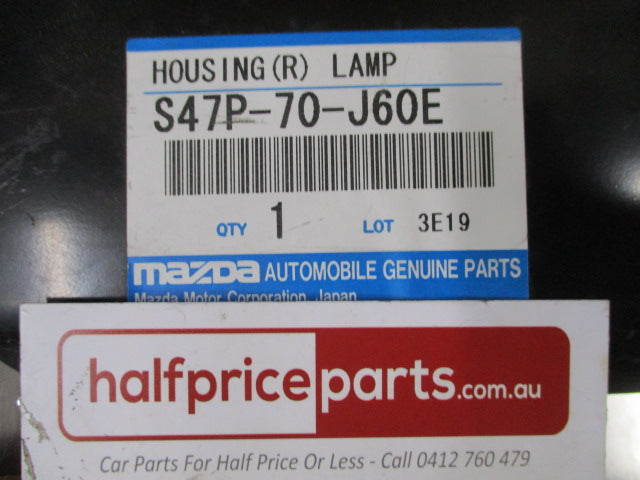 HOUSING(R) LAMP
S47P-70-J60E
QTY 1 LOT 3E19
mazda AUTOMOBILE GENUINE PARTS
Mazda Motor Corporation, Japan
halfpriceparts.com.au
Car Parts For Half Price Or Less - Call 0412 760 479